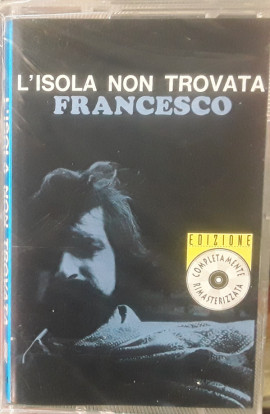 L'ISOLA NON TROVATA
FRANCESCO
EDIZIONE
COMPLETAMENTE
RIMASTERIZZATA
L'ISOLA NON TROVATA